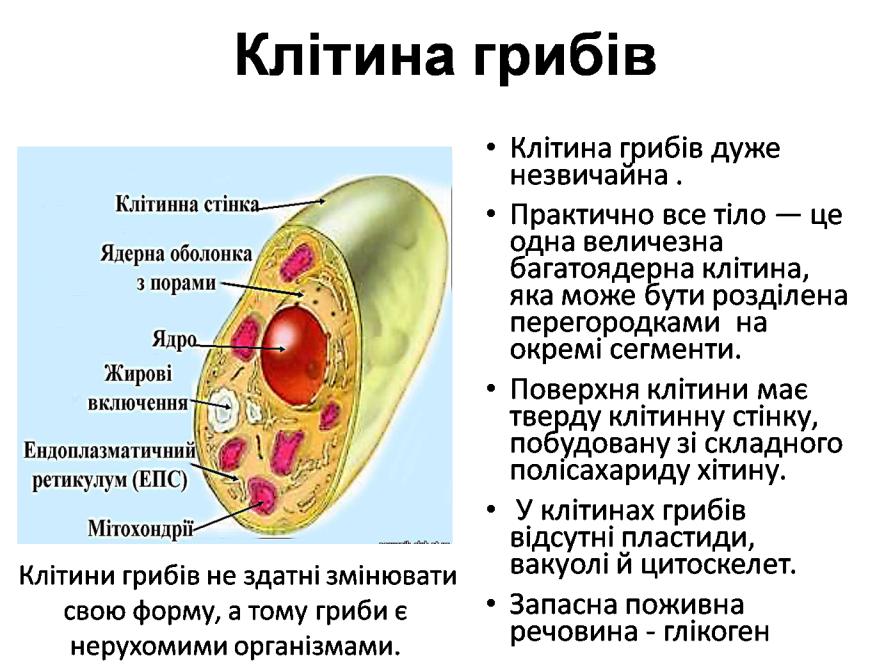 Клітина грибів
Клітинна стінка
Ядерна оболонка
з порами
Ядро
Жирові
включення
Ендоплазматичний
ретикулум (ЕПС)
Мітохондрії
Клітини грибів не здатні змінювати
свою форму, а тому гриби є
нерухомими організмами.
• Клітина грибів дуже
незвичайна .
• Практично все тіло — це
одна величезна
багатоядерна клітина,
яка може бути розділена
перегородками на
окремі сегменти.
• Поверхня клітини має
тверду клітинну стінку,
побудовану зі складного
полісахариду хітину.
• У клітинах грибів
відсутні пластиди,
вакуолі й цитоскелет.
• Запасна поживна
речовина - глікоген